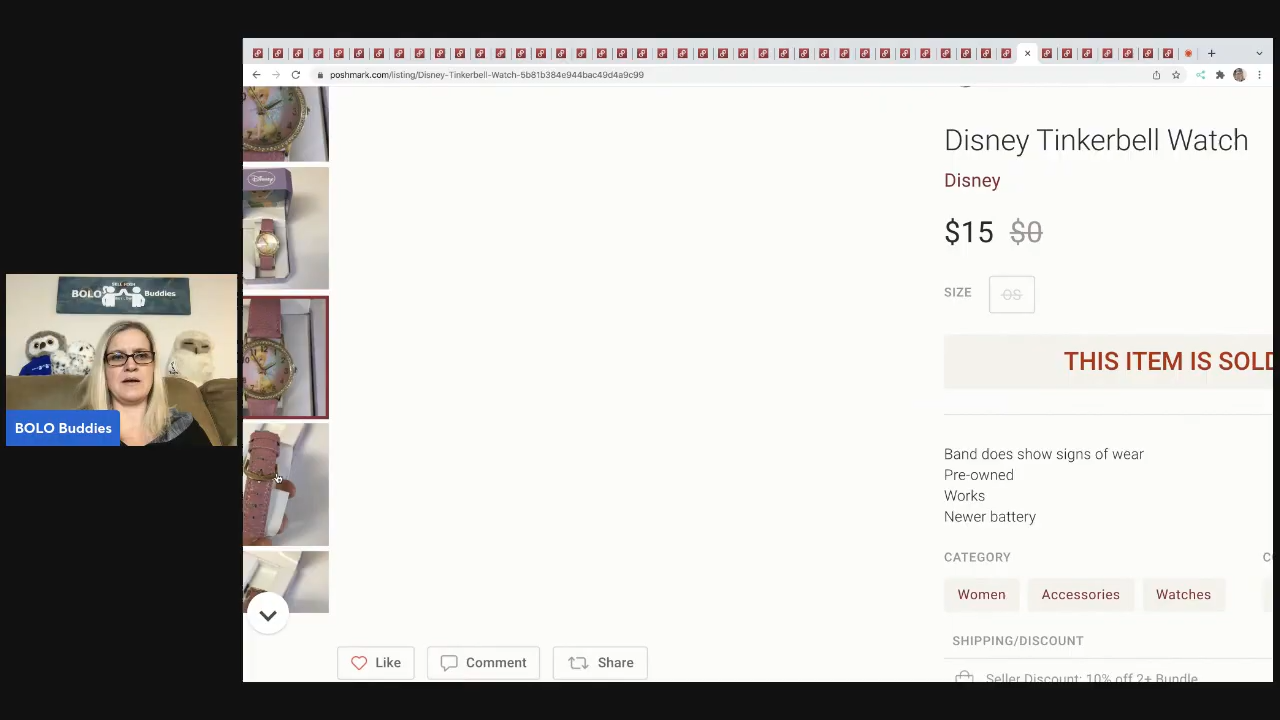 poshmark.com/listing/Disney-Tinkerbell-Watch-5b81b384e944bac49d4a9c99
Disney Tinkerbell Watch
Disney
$15 $0
SIZE OS
THIS ITEM IS SOLD
Band does show signs of wear
Pre-owned
Works
Newer battery
CATEGORY
Women Accessories Watches
SHIPPING/DISCOUNT
Seller Discount: 10% off 2+ Bundle
Like Comment Share
Disney
BOLO Buddies
BOLO Buddies